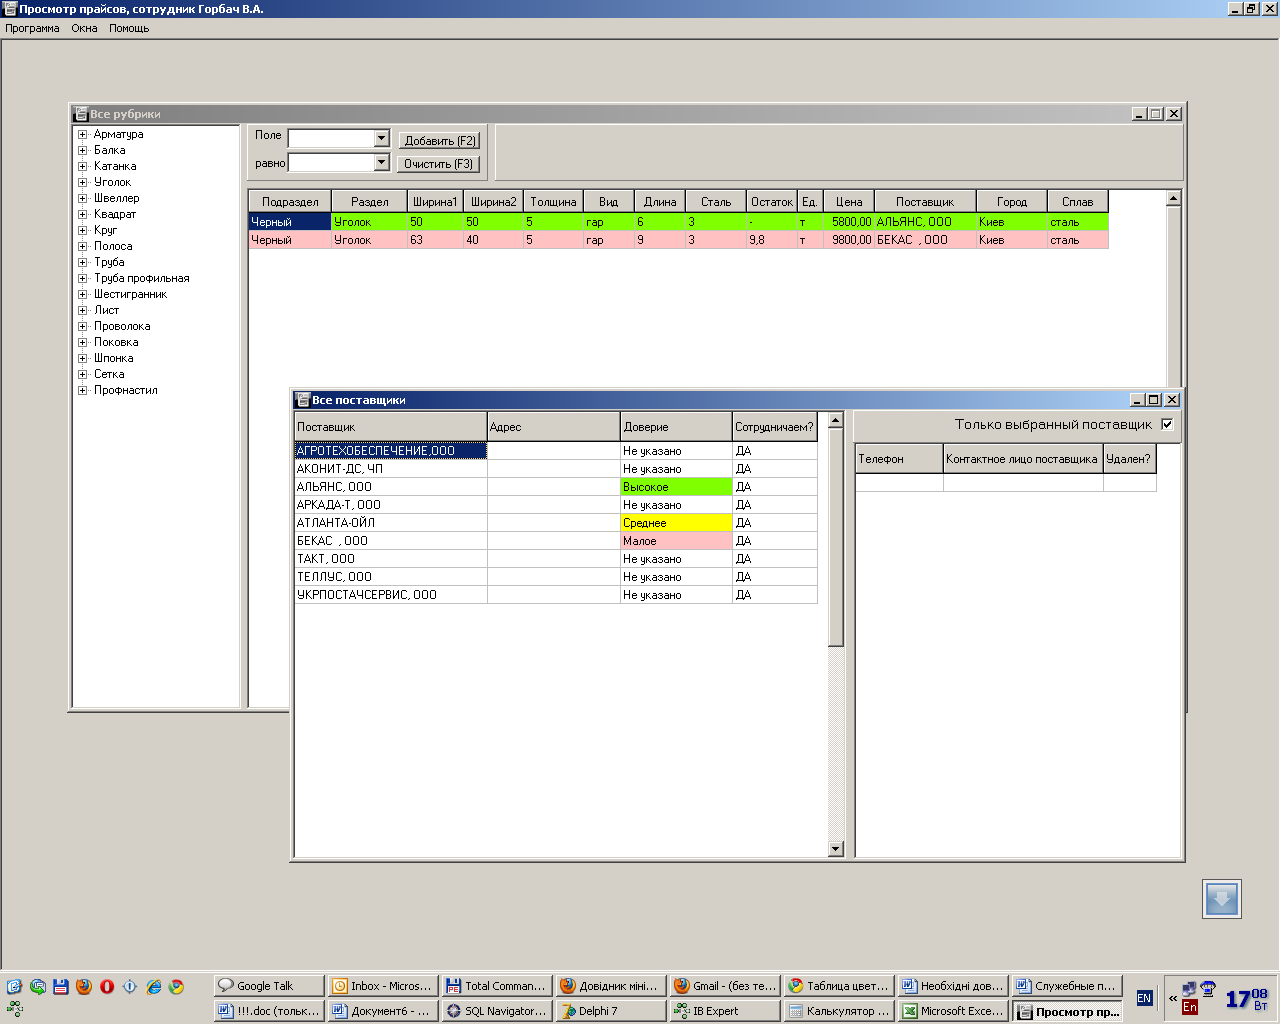 Просмотр прайсов, сотрудник Горбач В.А.
Программа Окна Помощь
Все рубрики
Арматура
Балка
Катанка
Уголок
Швеллер
Квадрат
Круг
Полоса
Труба
Труба профильная
Шестигранник
Лист
Проволока
Поковка
Шпонка
Сетка
Профнастил
Поле Добавить (F2)
равно Очистить (F3)
Подраздел Раздел Ширина1 Ширина2 Толщина Вид Длина Сталь Остаток Ед. Цена Поставщик Город Сплав
Черный Уголок 50 50 5 гар 6 3 - т 5800,00 АЛЬЯНС, ООО Киев сталь
Черный Уголок 63 40 5 гар 9 3 9,8 т 9800,00 БЕКАС , ООО Киев сталь
Все поставщики
Поставщик Адрес Доверие Сотрудничаем?
АГРОТЕХОБЕСПЕЧЕНИЕ,ООО Не указано ДА
АКОНИТ-ДС, ЧП Не указано ДА
АЛЬЯНС, ООО Высокое ДА
АРКАДА-Т, ООО Не указано ДА
АТЛАНТА-ОЙЛ Среднее ДА
БЕКАС , ООО Малое ДА
ТАКТ, ООО Не указано ДА
ТЕЛЛУС, ООО Не указано ДА
УКРПОСТАЧСЕРВИС, ООО Не указано ДА
Только выбранный поставщик
Телефон Контактное лицо поставщика Удален?
Google Talk Inbox - Micros... Total Comman... Довідник міні... Gmail - (без те... Таблица цвет... Необхідні дов... Служебные п...
!!!.doc (тольк... Документ6 - ... SQL Navigator... Delphi 7 IB Expert Калькулятор ... Microsoft Exce... Просмотр пр...
EN « En 17 08 Вт